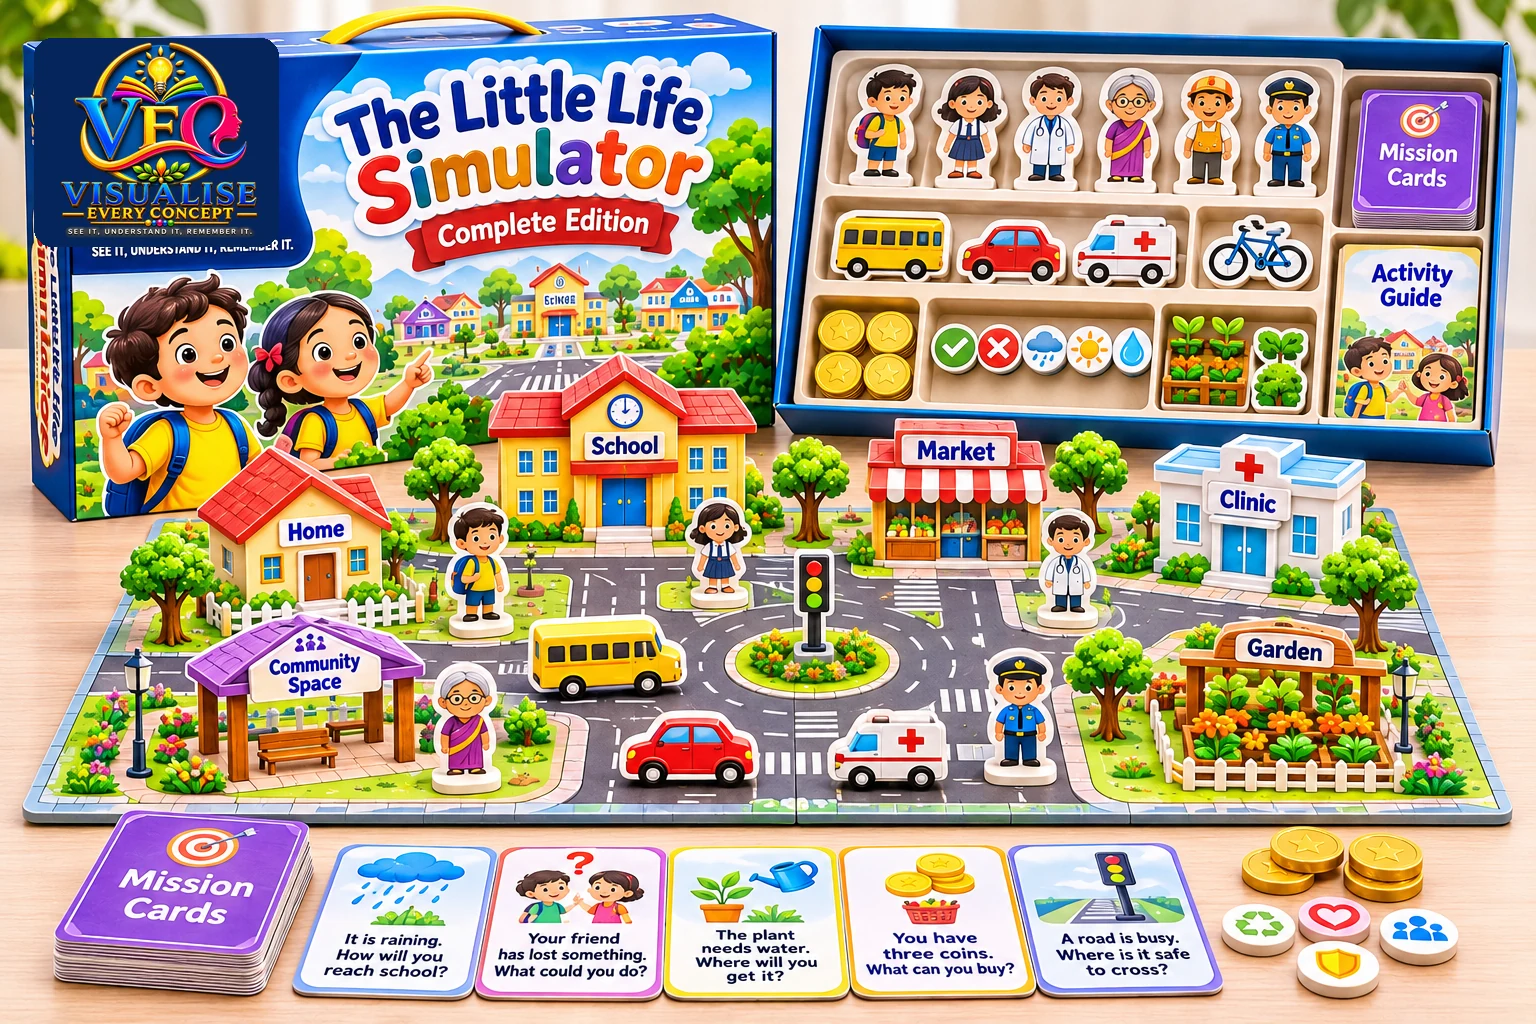 VEC
VISUALISE
EVERY CONCEPT
SEE IT, UNDERSTAND IT, REMEMBER IT.
SEE IT, UNDERSTAND IT, REMEMBER IT.
The Little Life
Simulator
Complete Edition
SCHOOL
Mission
Cards
Activity
Guide
School
Market
Clinic
Home
Community
Space
Garden
Mission
Cards
It is raining.
How will you
reach school?
Your friend
has lost something.
What could you do?
The plant
needs water.
Where will you
get it?
You have
three coins.
What can you buy?
A road is busy.
Where is it safe
to cross?